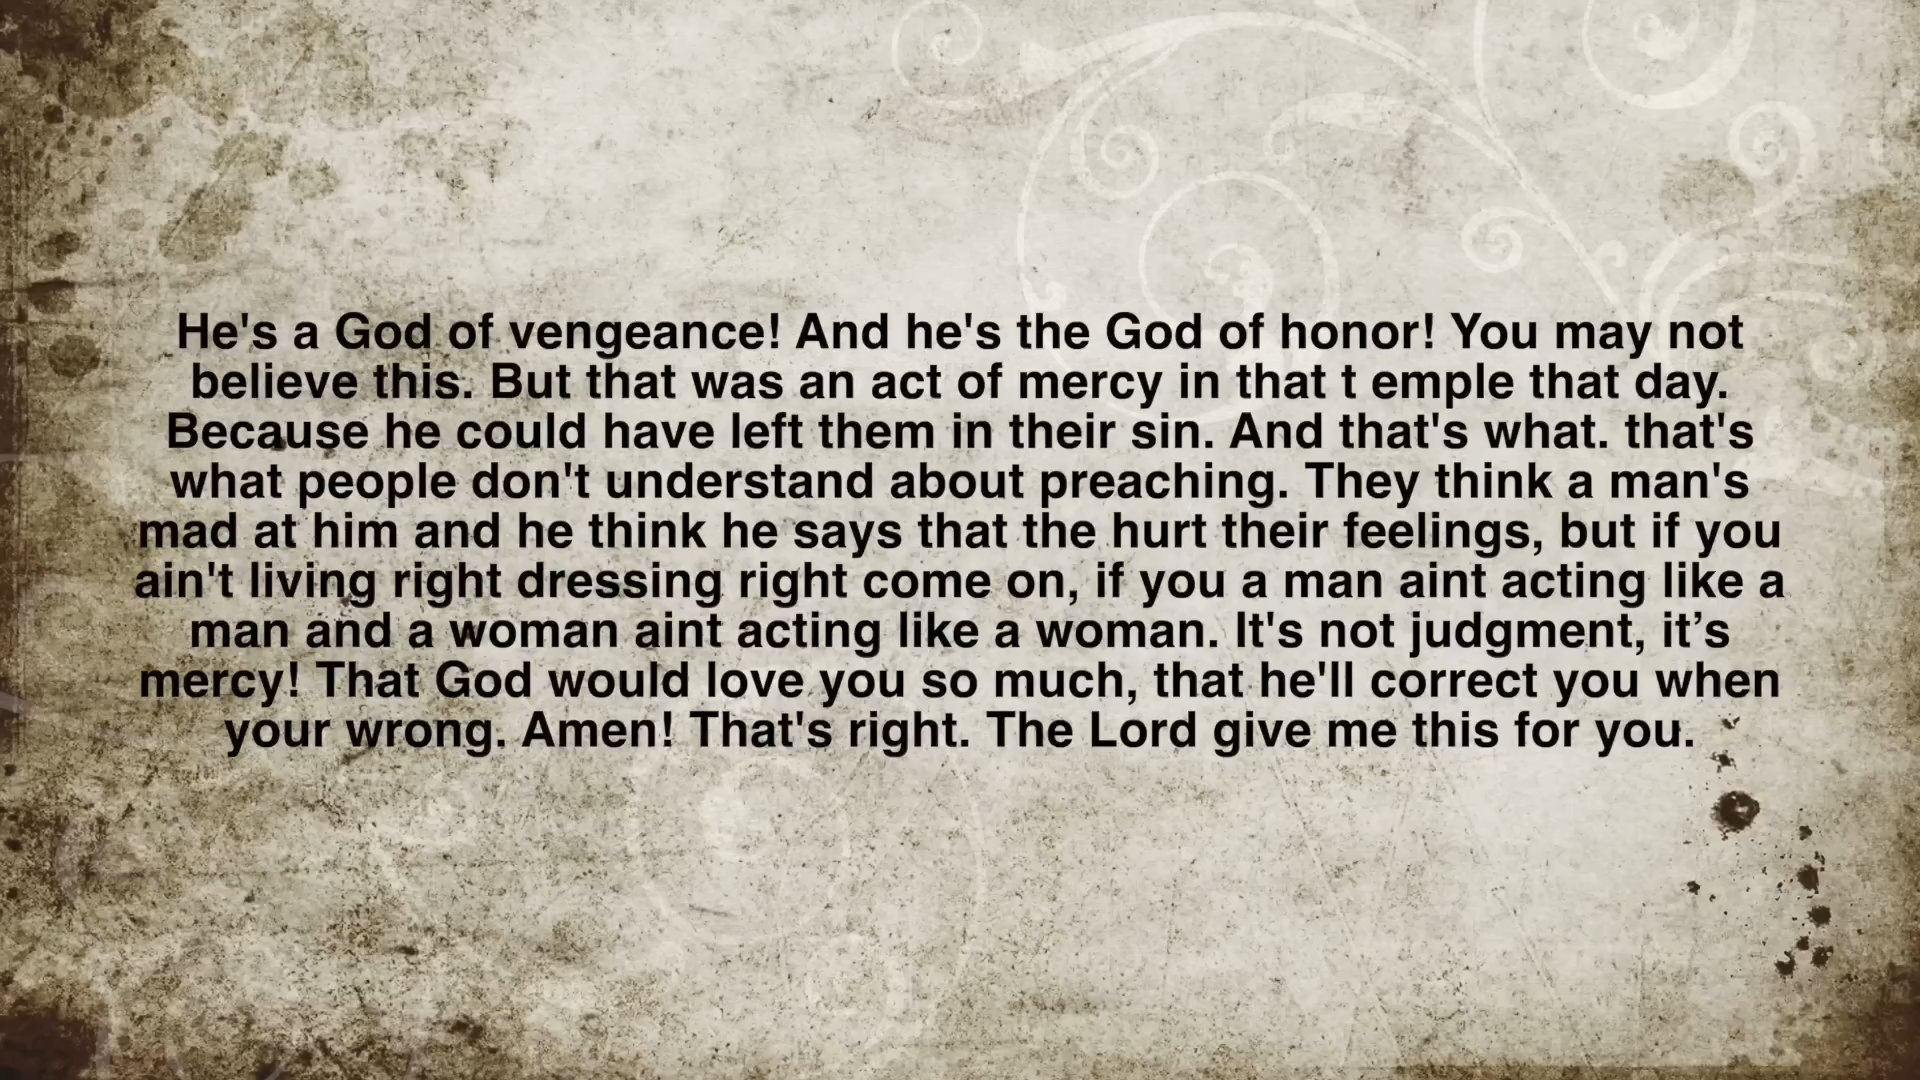 He's a God of vengeance! And he's the God of honor! You may not
believe this. But that was an act of mercy in that t emple that day.
Because he could have left them in their sin. And that's what. that's
what people don't understand about preaching. They think a man's
mad at him and he think he says that the hurt their feelings, but if you
ain't living right dressing right come on, if you a man aint acting like a
man and a woman aint acting like a woman. It's not judgment, it’s
mercy! That God would love you so much, that he'll correct you when
your wrong. Amen! That's right. The Lord give me this for you.